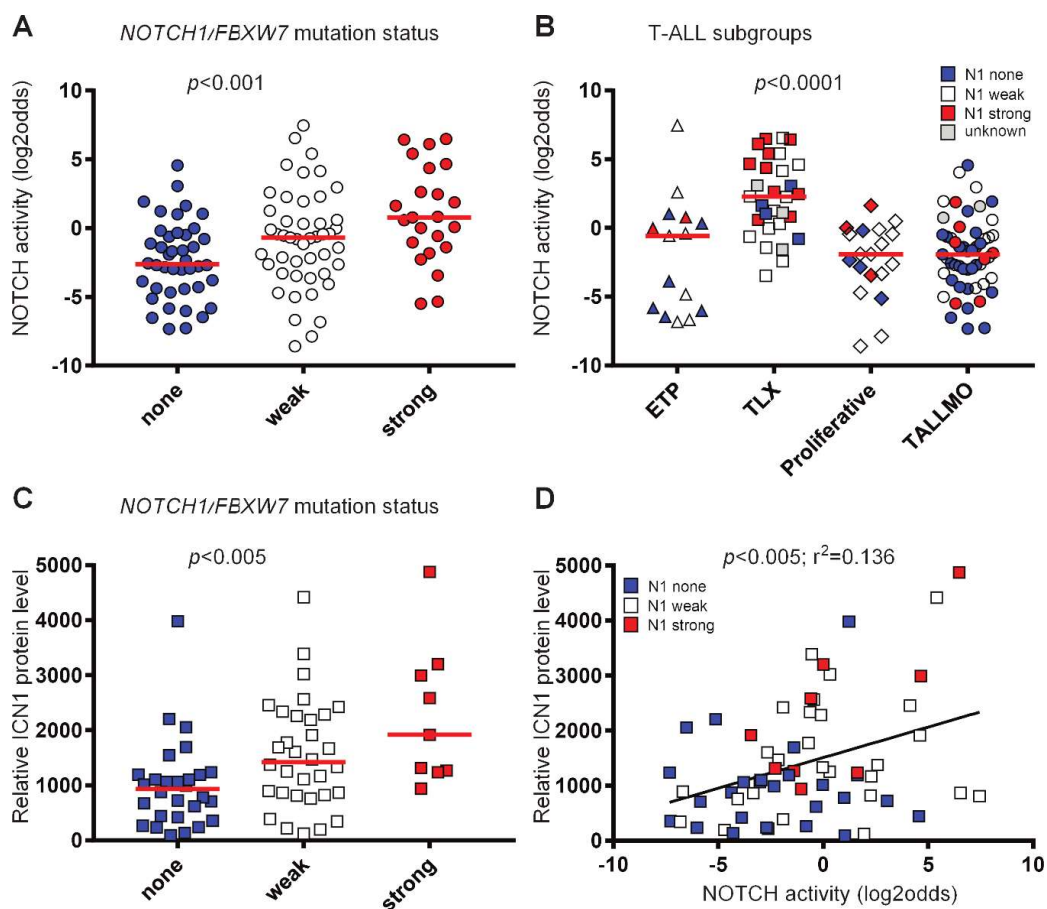 A
NOTCH1/FBXW7 mutation status
p<0.001
NOTCH activity (log2odds)
10
5
0
-5
-10
none
weak
strong
B
T-ALL subgroups
p<0.0001
N1 none
N1 weak
N1 strong
unknown
NOTCH activity (log2odds)
10
5
0
-5
-10
ETP
TLX
Proliferative
TALLMO
C
NOTCH1/FBXW7 mutation status
p<0.005
Relative ICN1 protein level
5000
4000
3000
2000
1000
0
none
weak
strong
D
p<0.005; r²=0.136
N1 none
N1 weak
N1 strong
Relative ICN1 protein level
5000
4000
3000
2000
1000
0
-10
-5
0
5
10
NOTCH activity (log2odds)